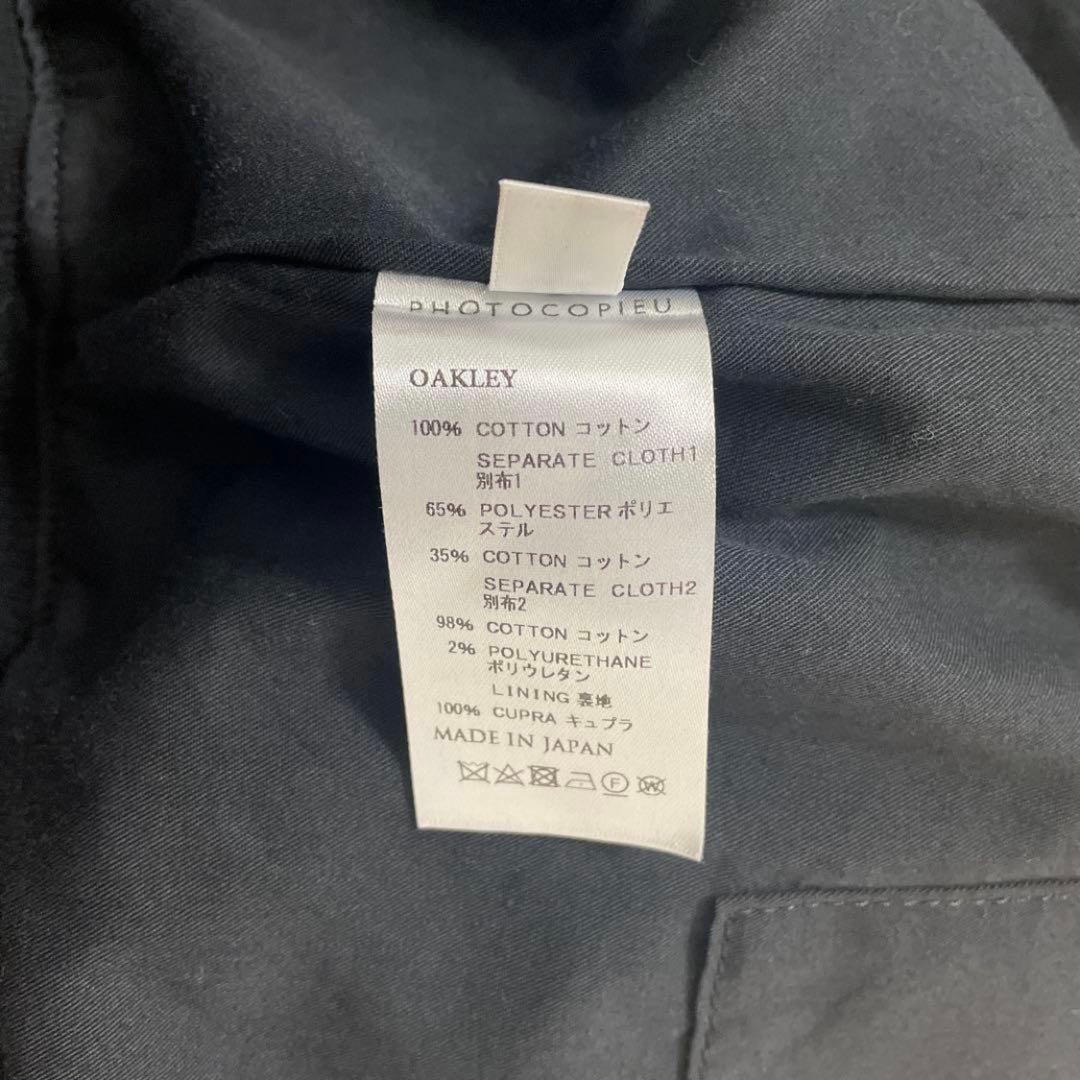 PHOTOCOPIEU
OAKLEY
100% COTTON コットン
SEPARATE CLOTH1
別布1
65% POLYESTER ポリエ
ステル
35% COTTON コットン
SEPARATE CLOTH2
別布2
98% COTTON コットン
2% POLYURETHANE
ポリウレタン
LINING 裏地
100% CUPRA キュプラ
MADE IN JAPAN
F W